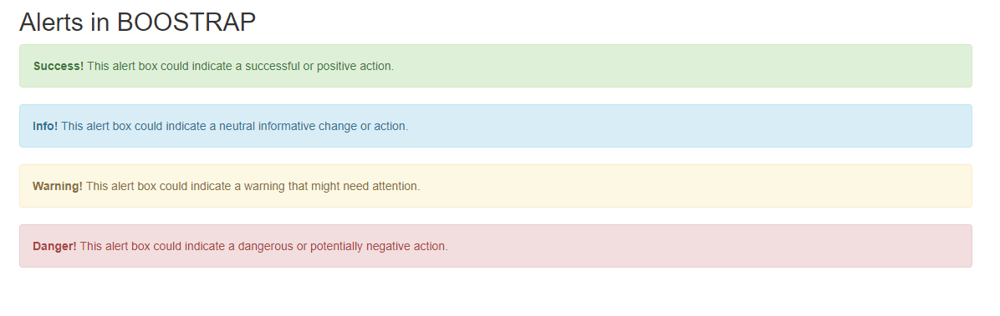 Alerts in BOOSTRAP
Success! This alert box could indicate a successful or positive action.
Info! This alert box could indicate a neutral informative change or action.
Warning! This alert box could indicate a warning that might need attention.
Danger! This alert box could indicate a dangerous or potentially negative action.